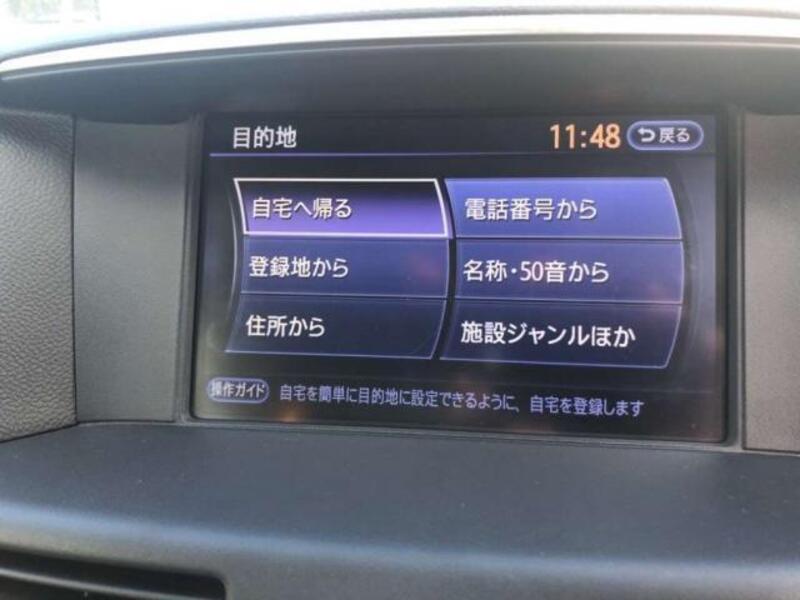 目的地
11:48
戻る
自宅へ帰る
電話番号から
登録地から
名称・50音から
住所から
施設ジャンルほか
操作ガイド 自宅を簡単に目的地に設定できるように、自宅を登録します